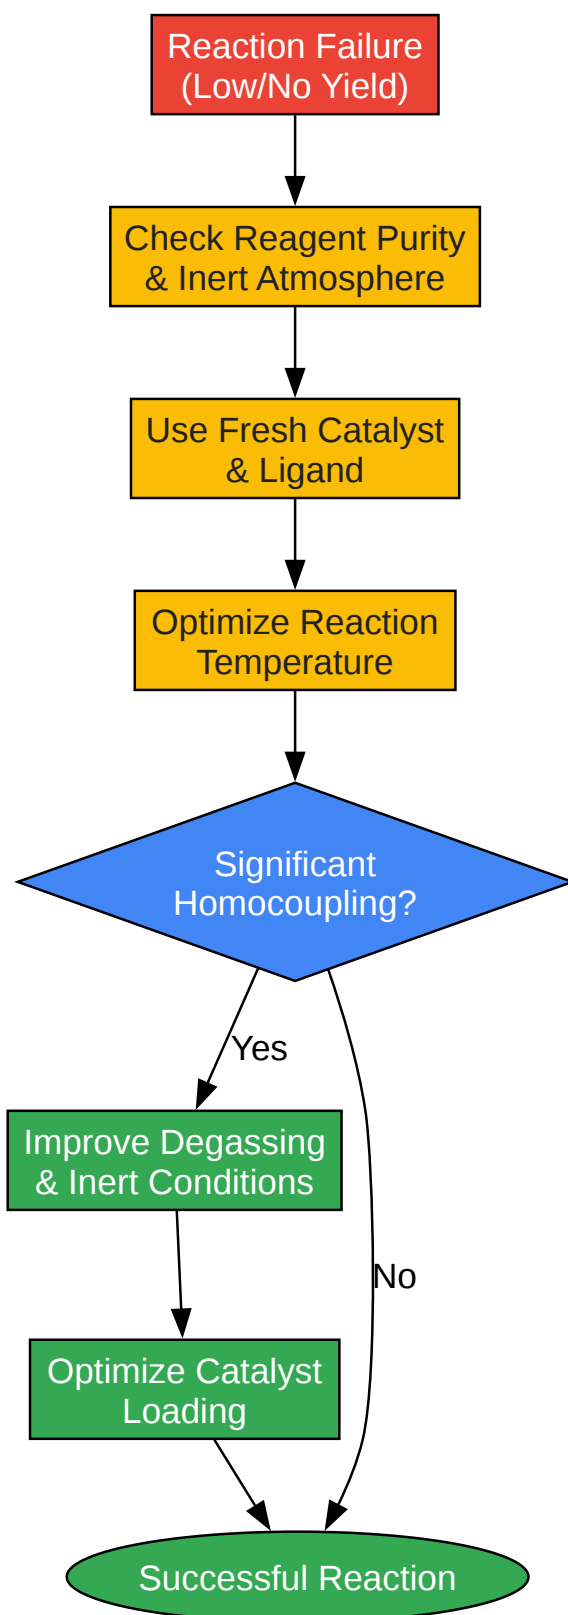 Reaction Failure
(Low/No Yield)
Check Reagent Purity
& Inert Atmosphere
Use Fresh Catalyst
& Ligand
Optimize Reaction
Temperature
Significant
Homocoupling?
Yes
Improve Degassing
& Inert Conditions
No
Optimize Catalyst
Loading
Successful Reaction